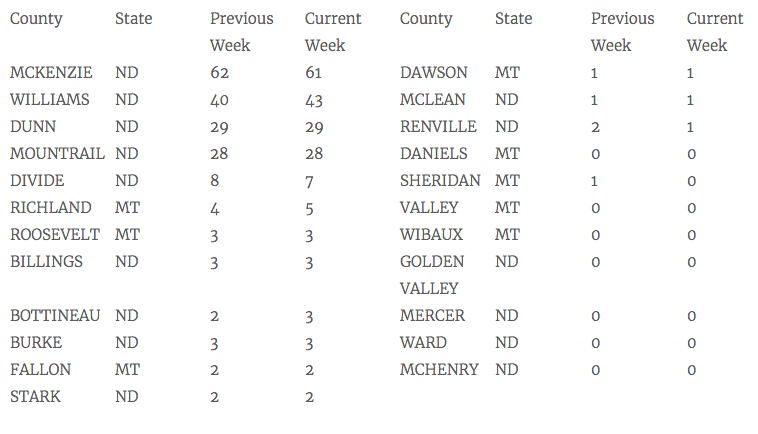 County State Previous Current County State Previous Current
Week Week Week Week
MCKENZIE ND 62 61 DAWSON MT 1 1
WILLIAMS ND 40 43 MCLEAN ND 1 1
DUNN ND 29 29 RENVILLE ND 2 1
MOUNTRAIL ND 28 28 DANIELS MT 0 0
DIVIDE ND 8 7 SHERIDAN MT 1 0
RICHLAND MT 4 5 VALLEY MT 0 0
ROOSEVELT MT 3 3 WIBAUX MT 0 0
BILLINGS ND 3 3 GOLDEN ND 0 0
VALLEY
BOTTINEAU ND 2 3 MERCER ND 0 0
BURKE ND 3 3 WARD ND 0 0
FALLON MT 2 2 MCHENRY ND 0 0
STARK ND 2 2